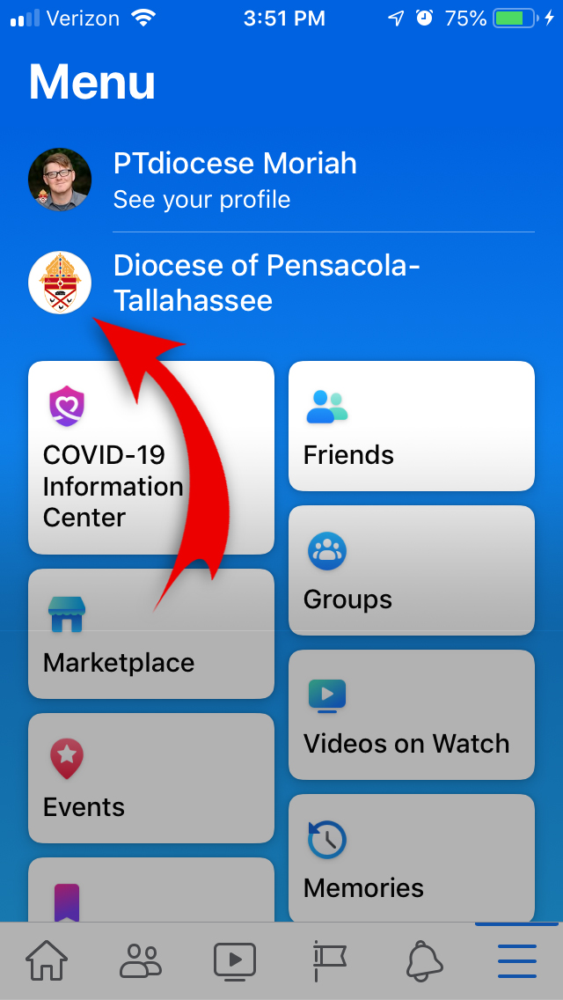 Verizon 3:51 PM 75%
Menu
PTdiocese Moriah
See your profile
Diocese of Pensacola-
Tallahassee
COVID-19
Information
Center
Friends
Groups
Marketplace
Videos on Watch
Events
Memories